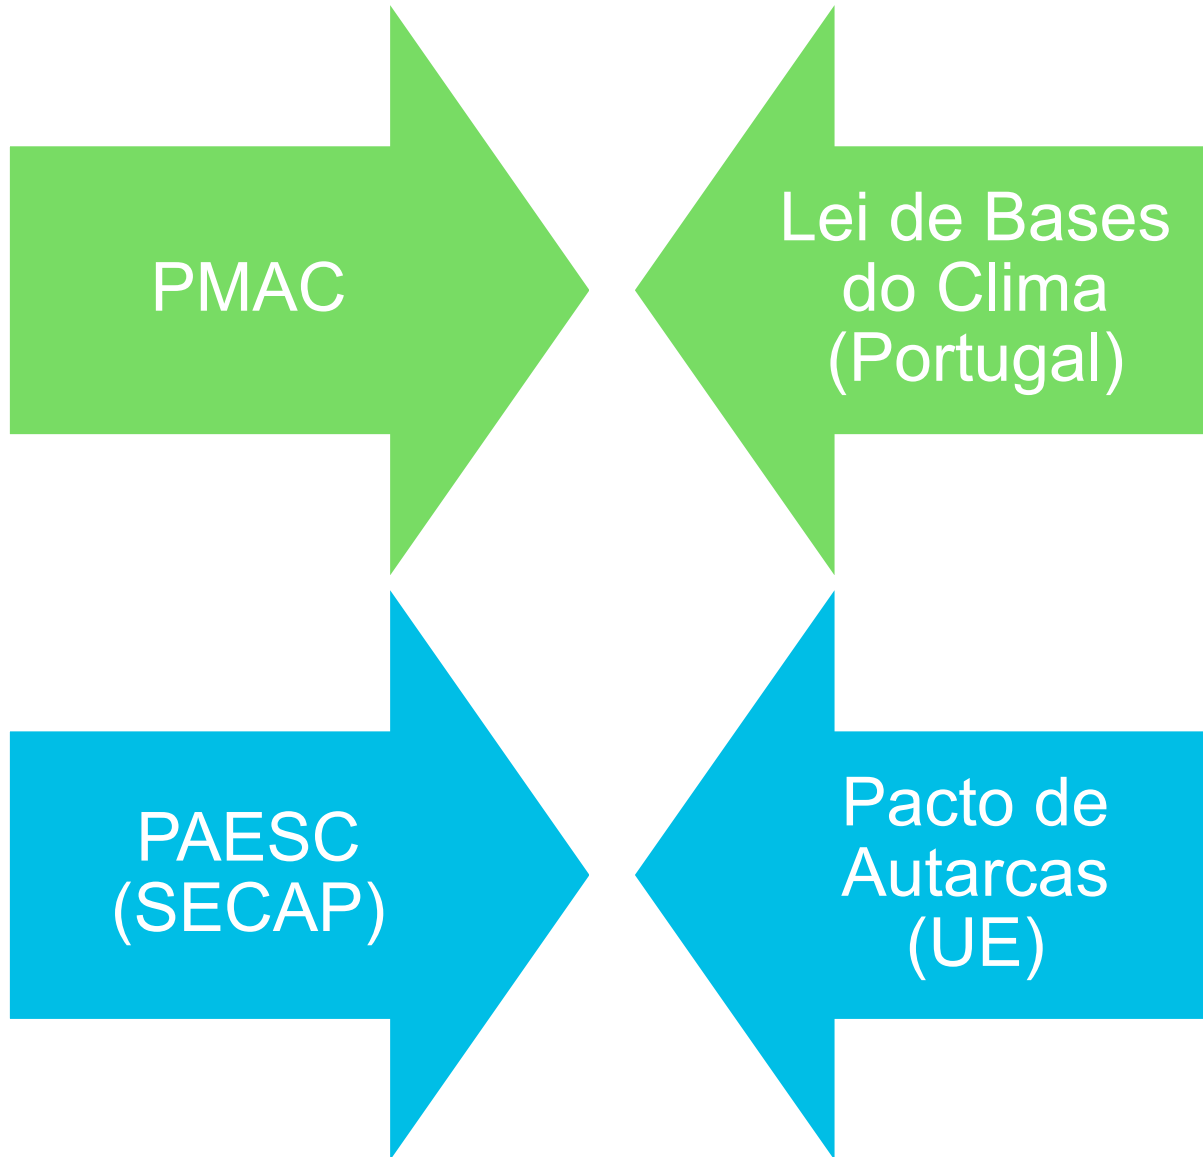 PMAC
Lei de Bases
do Clima
(Portugal)
PAESC
(SECAP)
Pacto de
Autarcas
(UE)